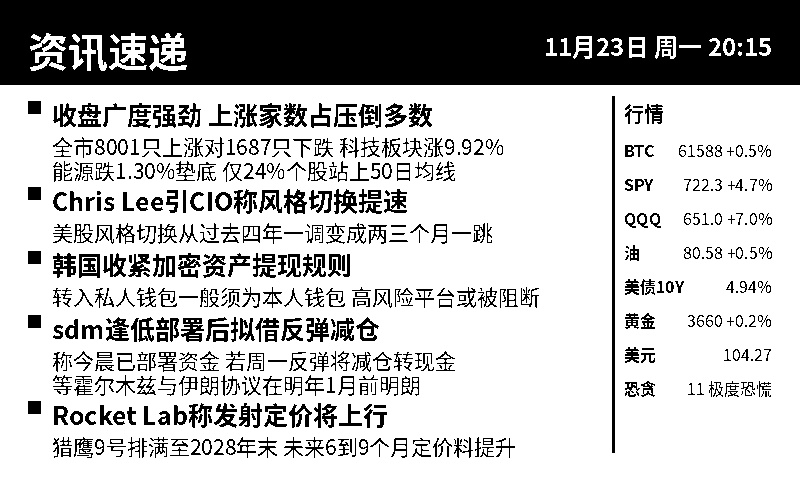 资讯速递
11月23日 周一 20:15
收盘广度强劲 上涨家数占压倒多数
全市8001只上涨对1687只下跌 科技板块涨9.92%
能源跌1.30%垫底 仅24%个股站上50日均线
Chris Lee引CIO称风格切换提速
美股风格切换从过去四年一调变成两三个月一跳
韩国收紧加密资产提现规则
转入私人钱包一般须为本人钱包 高风险平台或被阻断
sdm逢低部署后拟借反弹减仓
称今晨已部署资金 若周一反弹将减仓转现金
等霍尔木兹与伊朗协议在明年1月前明朗
Rocket Lab称发射定价将上行
猎鹰9号排满至2028年末 未来6到9个月定价料提升
行情
BTC 61588 +0.5%
SPY 722.3 +4.7%
QQQ 651.0 +7.0%
油 80.58 +0.5%
美债10Y 4.94%
黄金 3660 +0.2%
美元 104.27
恐贪 11 极度恐慌